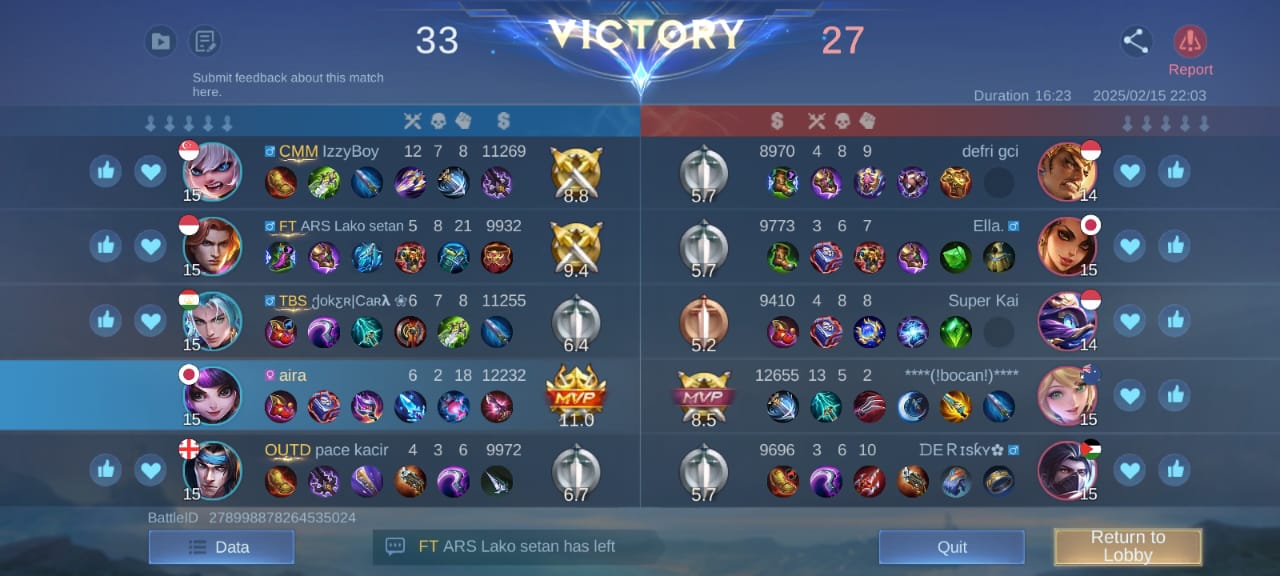 33 VICTORY 27
Submit feedback about this match
here.
Report
Duration 16:23 2025/02/15 22:03
CMM IzzyBoy 12 7 8 11269
15 8.8
8970 4 8 9 defri gci
5.7 14
FT ARS Lako setan 5 8 21 9932
15 9.4
9773 3 6 7 Ella.
5.7 15
TBS 6 7 8 11255
15 6.4
9410 4 8 8 Super Kai
5.2 14
aira 6 2 18 12232
15 MVP 11.0
12655 13 5 2 ****(!bocan!)****
MVP 8.5 15
OUTD pace kacir 4 3 6 9972
15 6.7
9696 3 6 10
5.7 15
BattleID 278998878264535024
Data
FT ARS Lako setan has left
Quit
Return to
Lobby